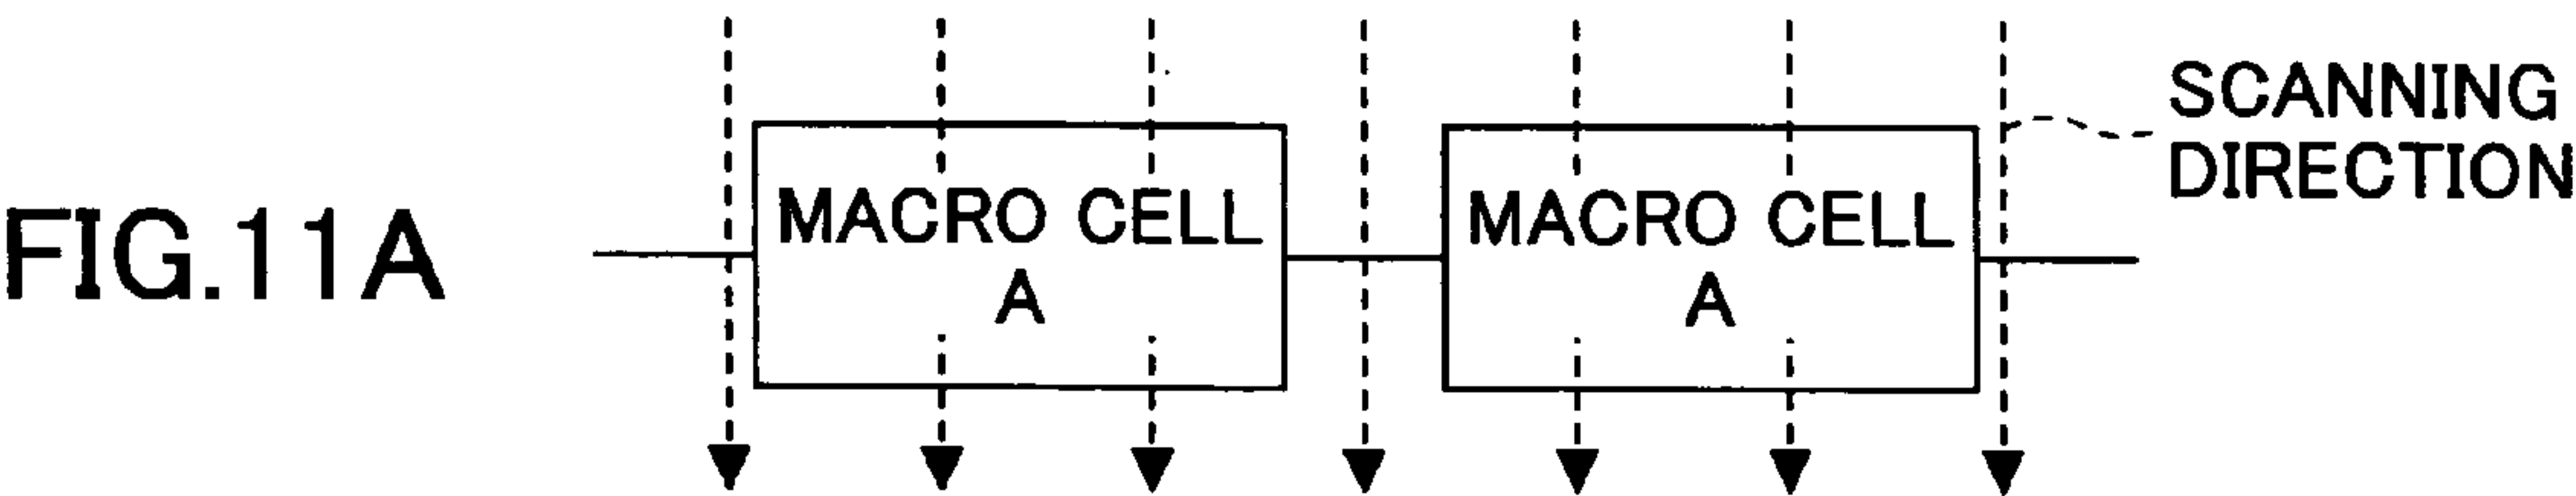 FIG.11A
MACRO CELL
A
MACRO CELL
A
SCANNING
DIRECTION